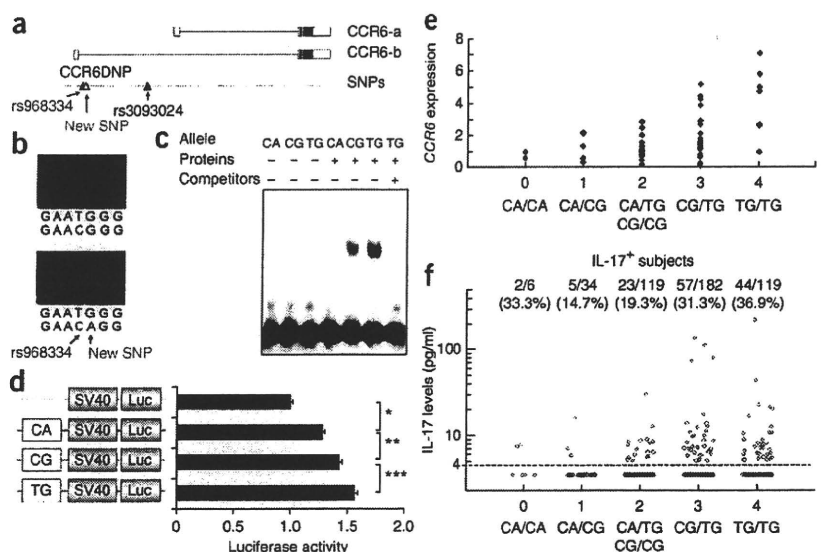 a
CCR6-a
CCR6-b
CCR6DNP
SNPs
rs968334
rs3093024
New SNP
b
GAATGGG
GAACGGG
GAATGGG
GAACAGG
rs968334
New SNP
c
Allele CA CG TG CA CG TG TG
Proteins – – – + + + +
Competitors – – – – – – +
d
SV40 Luc
CA SV40 Luc
CG SV40 Luc
TG SV40 Luc
*
**
***
0 0.5 1.0 1.5 2.0
Luciferase activity
e
CCR6 expression
8
6
4
2
0
0 1 2 3 4
CA/CA CA/CG CA/TG CG/TG TG/TG
CG/CG
f
IL-17+ subjects
2/6 5/34 23/119 57/182 44/119
(33.3%) (14.7%) (19.3%) (31.3%) (36.9%)
IL-17 levels (pg/ml)
100
10
4
0 1 2 3 4
CA/CA CA/CG CA/TG CG/TG TG/TG
CG/CG